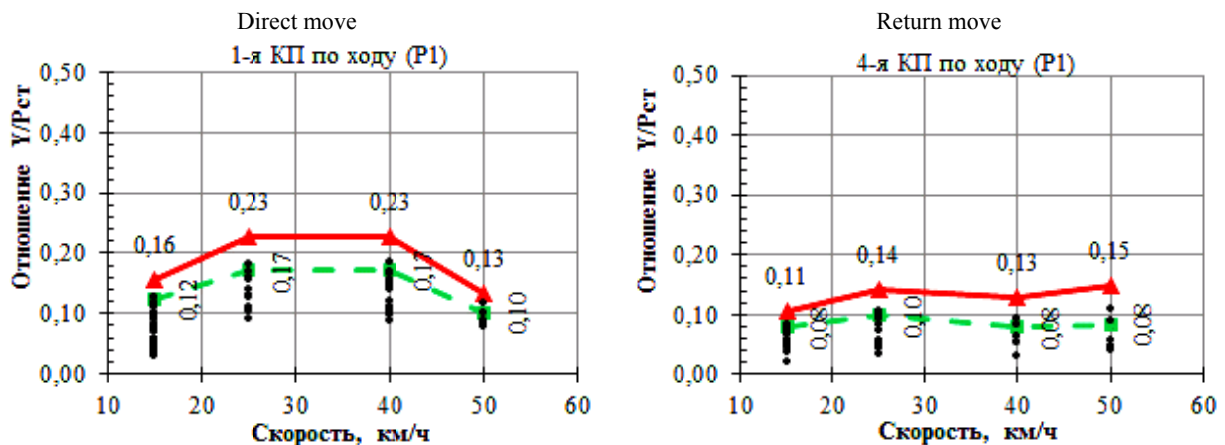 Direct move
1-я КП по ходу (P1)
Отношение Y/Pст
0,50
0,40
0,30
0,20
0,10
0,00
0,16
0,23
0,23
0,13
0,12
0,17
0,17
0,10
10 20 30 40 50 60
Скорость, км/ч
Return move
4-я КП по ходу (P1)
Отношение Y/Pст
0,50
0,40
0,30
0,20
0,10
0,00
0,11
0,14
0,13
0,15
0,08
0,10
0,08
0,08
10 20 30 40 50 60
Скорость, км/ч